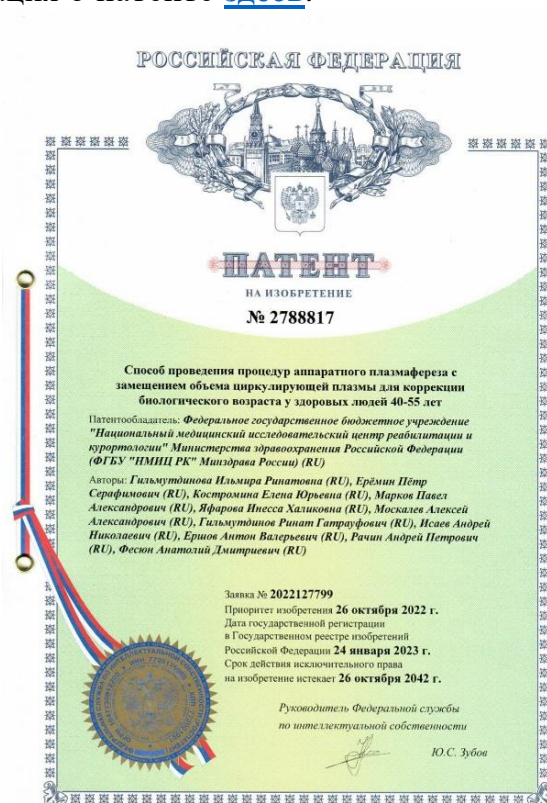 здесь.
РОССИЙСКАЯ ФЕДЕРАЦИЯ
ПАТЕНТ
НА ИЗОБРЕТЕНИЕ
№ 2788817
Способ проведения процедур аппаратного плазмафереза с
замещением объема циркулирующей плазмы для коррекции
биологического возраста у здоровых людей 40-55 лет
Патентообладатель: Федеральное государственное бюджетное учреждение
"Национальный медицинский исследовательский центр реабилитации и
курортологии" Министерства здравоохранения Российской Федерации
(ФГБУ "НМИЦ РК" Минздрава России) (RU)
Авторы: Гильмутдинова Ильмира Ринатовна (RU), Ерёмин Пётр
Серафимович (RU), Костромина Елена Юрьевна (RU), Марков Павел
Александрович (RU), Яфарова Инесса Халиковна (RU), Москалев Алексей
Александрович (RU), Гильмутдинов Ринат Гатрауфович (RU), Исаев Андрей
Николаевич (RU), Ершов Антон Валерьевич (RU), Рачин Андрей Петрович
(RU), Фесюн Анатолий Дмитриевич (RU)
Заявка № 2022127799
Приоритет изобретения 26 октября 2022 г.
Дата государственной регистрации
в Государственном реестре изобретений
Российской Федерации 24 января 2023 г.
Срок действия исключительного права
на изобретение истекает 26 октября 2042 г.
Руководитель Федеральной службы
по интеллектуальной собственности
Ю.С. Зубов